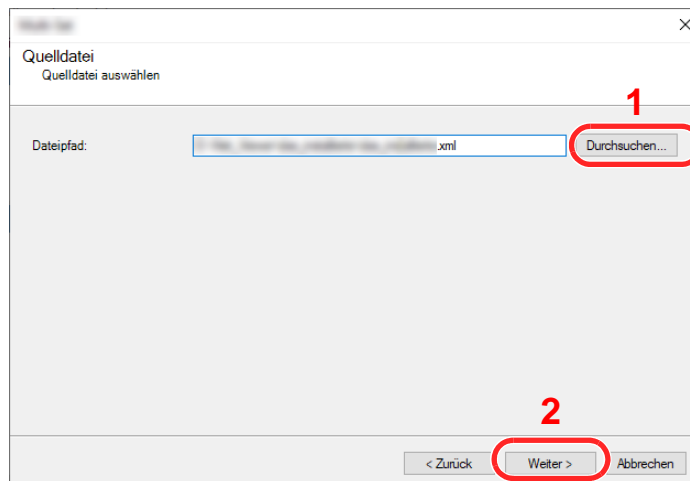 Quelldatei
Quelldatei auswählen
1
Dateipfad:
.xml
Durchsuchen...
2
< Zurück
Weiter >
Abbrechen